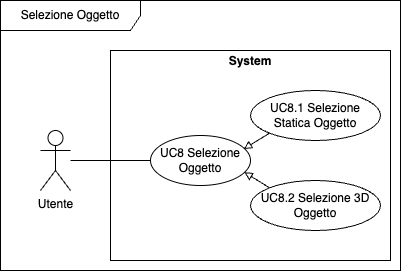 Selezione Oggetto
System
UC8.1 Selezione
Statica Oggetto
UC8 Selezione
Oggetto
UC8.2 Selezione 3D
Oggetto
Utente